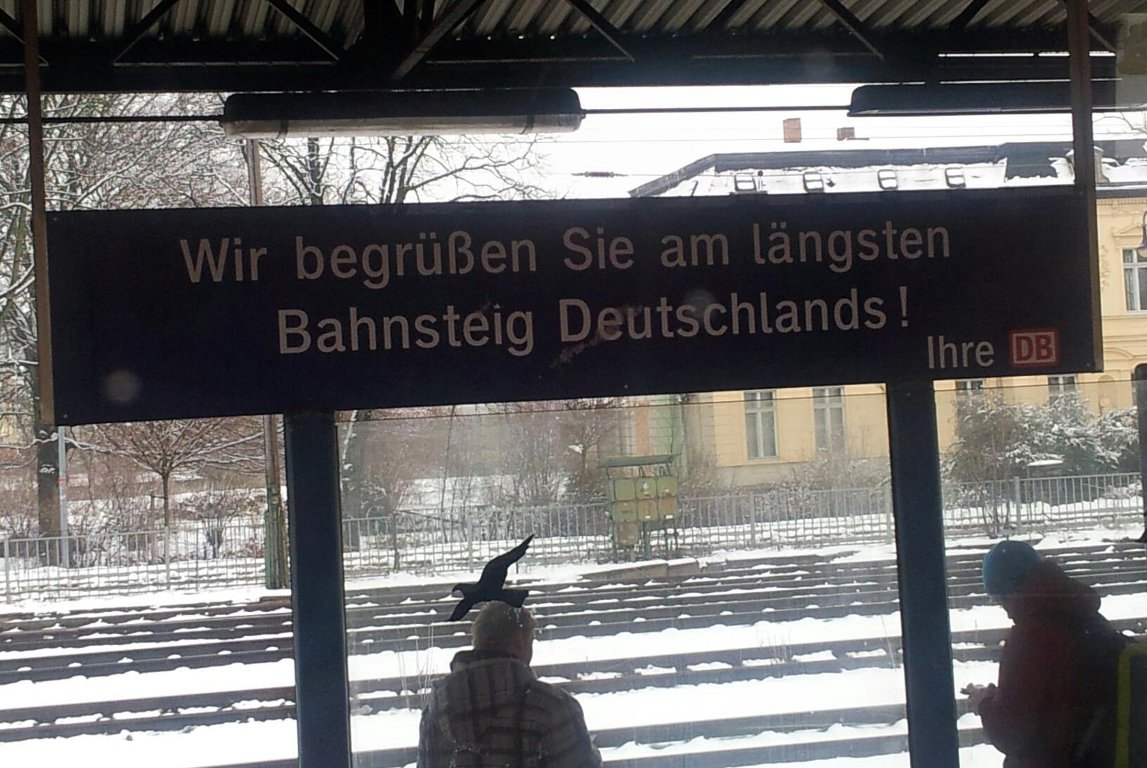 Wir begrüßen Sie am längsten
Bahnsteig Deutschlands!
Ihre DB